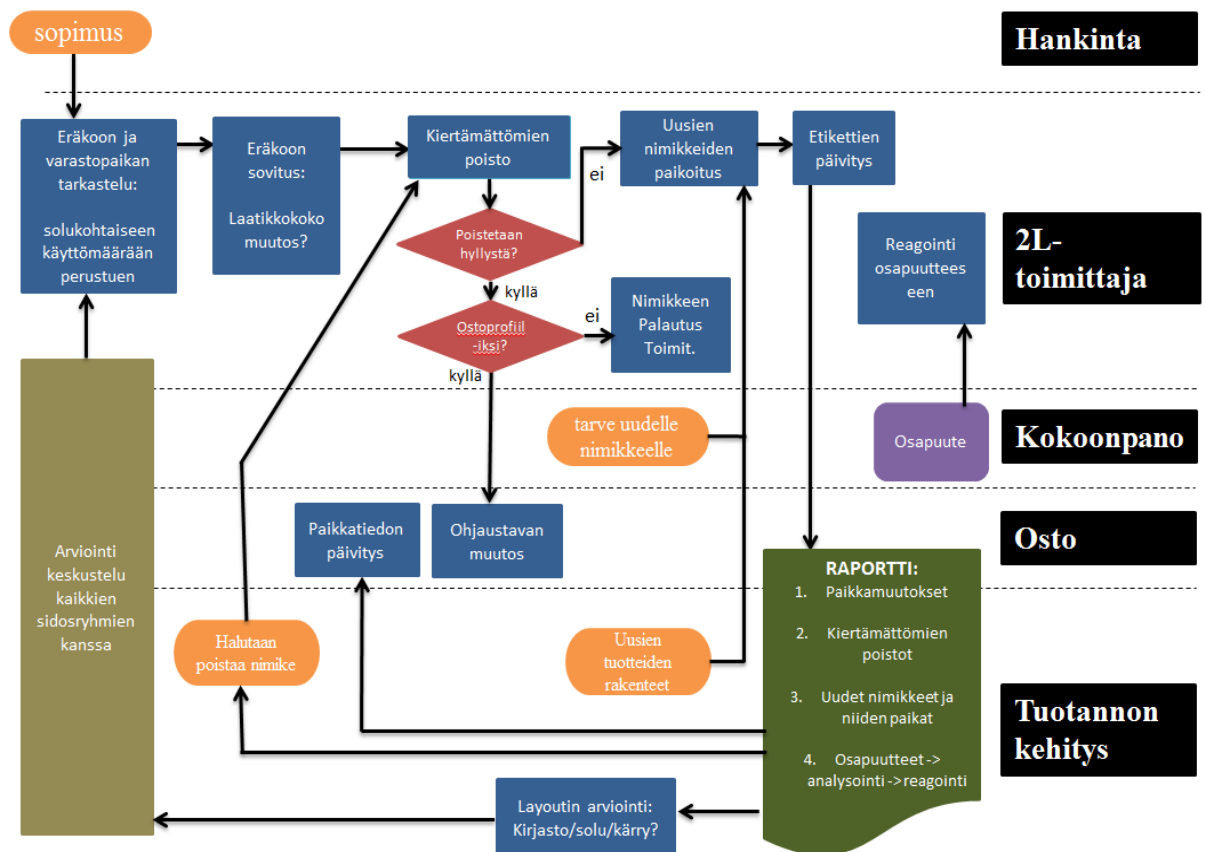 sopimus
Hankinta
Eräkoon ja
varastopaikan
tarkastelu:
solukohtaiseen
käyttömäärään
perustuen
Eräkoon
sovitus:
Laatikkokoko
muutos?
Kiertämättömien
poisto
ei
Uusien
nimikkeiden
paikoitus
Etikettien
päivitys
Poistetaan
hyllystä?
kyllä
Reagointi
osapuuttees
een
2L-
toimittaja
Ostoprofiil
-iksi?
ei
kyllä
Nimikkeen
Palautus
Toimit.
tarve uudelle
nimikkeelle
Osapuute
Kokoonpano
Arviointi
keskustelu
kaikkien
sidosryhmien
kanssa
Paikkatiedon
päivitys
Ohjaustavan
muutos
Osto
RAPORTTI:
1. Paikkamuutokset
2. Kiertämättömien
poistot
3. Uudet nimikkeet ja
niiden paikat
4. Osapuutteet ->
analysointi ->reagointi
Halutaan
poistaa nimike
Uusien
tuotteiden
rakenteet
Tuotannon
kehitys
Layoutin arviointi:
Kirjasto/solu/kärry?